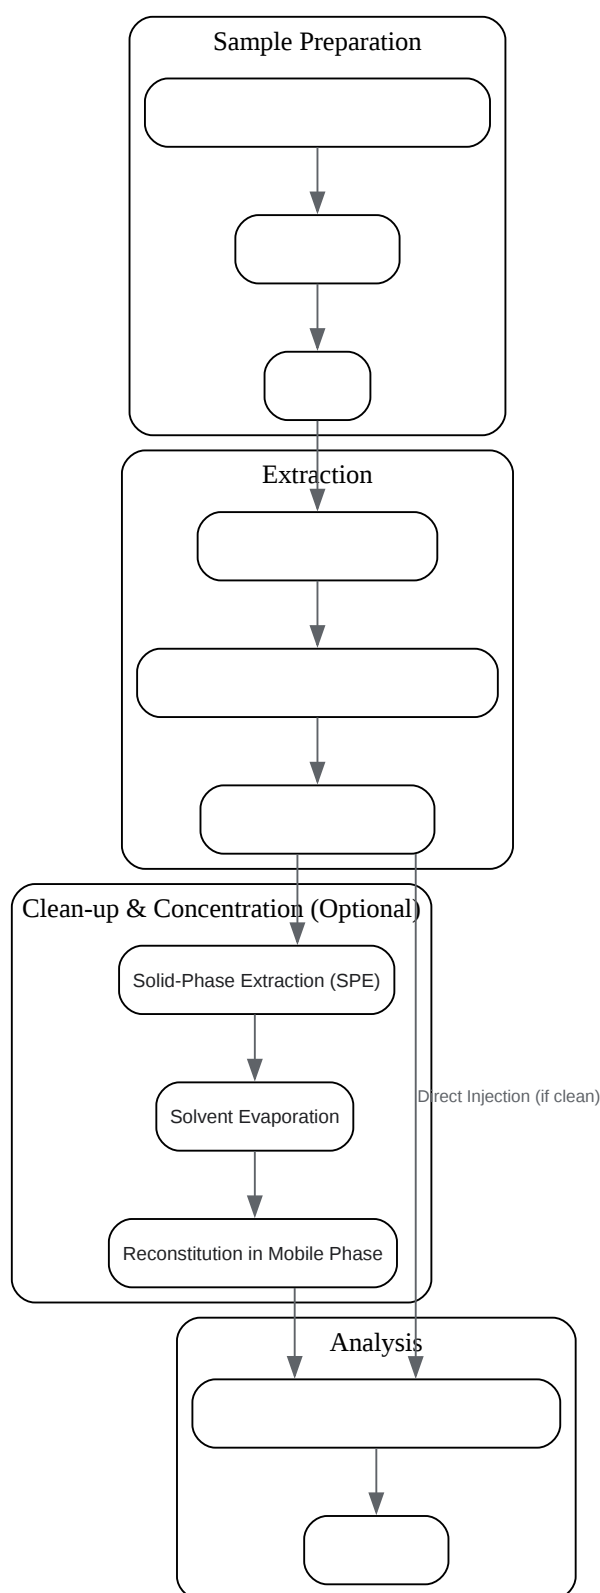 Sample Preparation
Extraction
Clean-up & Concentration (Optional)
Solid-Phase Extraction (SPE)
Direct Injection (if clean)
Solvent Evaporation
Reconstitution in Mobile Phase
Analysis